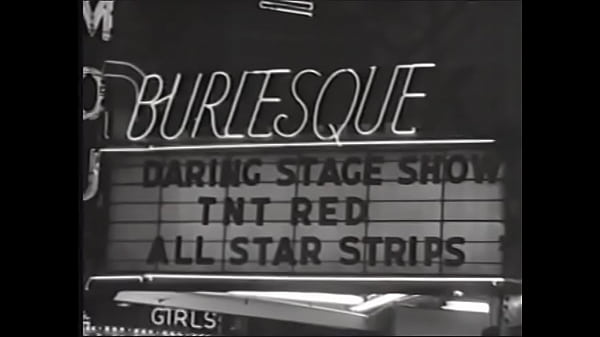 BURLESQUE
DARING STAGE SHOW
TNT RED
ALL STAR STRIPS
GIRLS